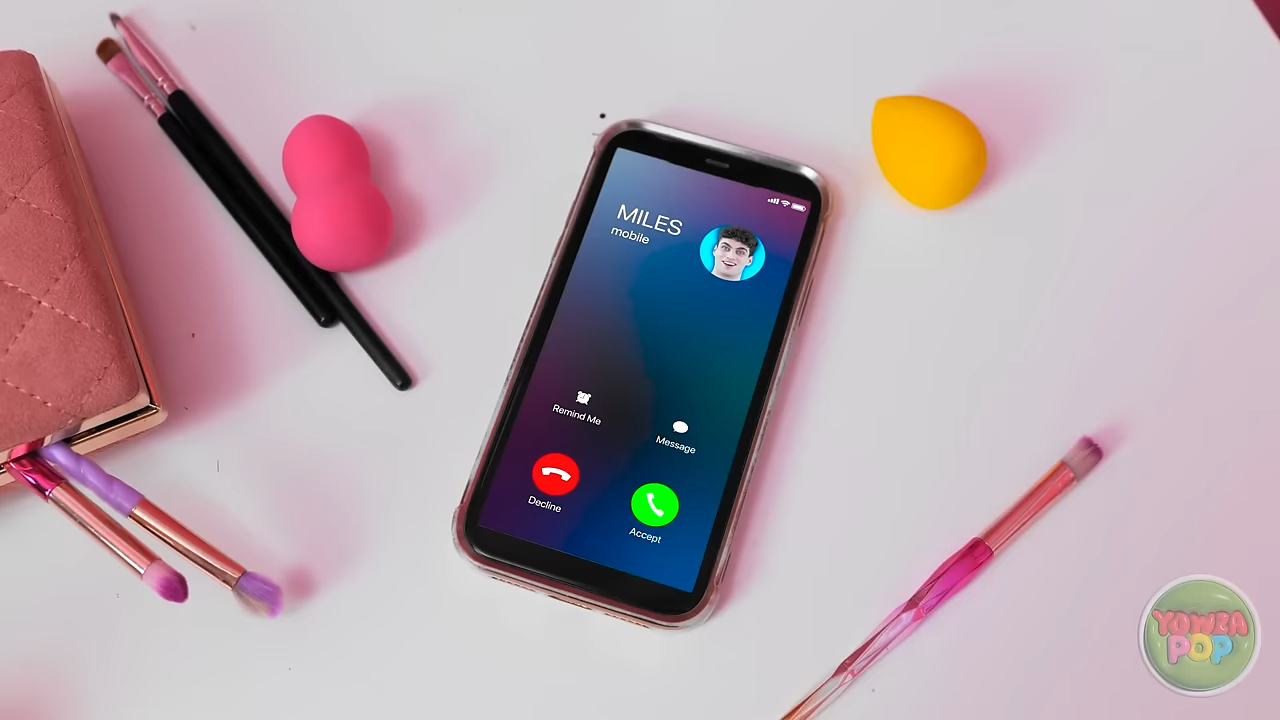 MILES
mobile
Remind Me
Message
Decline
Accept
YOWZA
POP